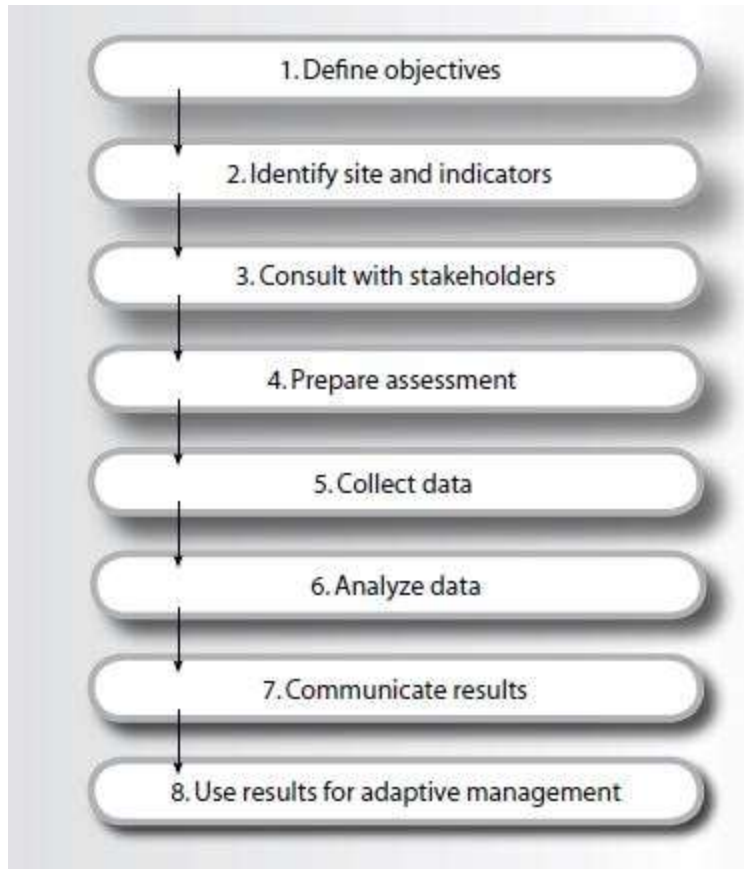 1. Define objectives
2. Identify site and indicators
3. Consult with stakeholders
4. Prepare assessment
5. Collect data
6. Analyze data
7. Communicate results
8. Use results for adaptive management